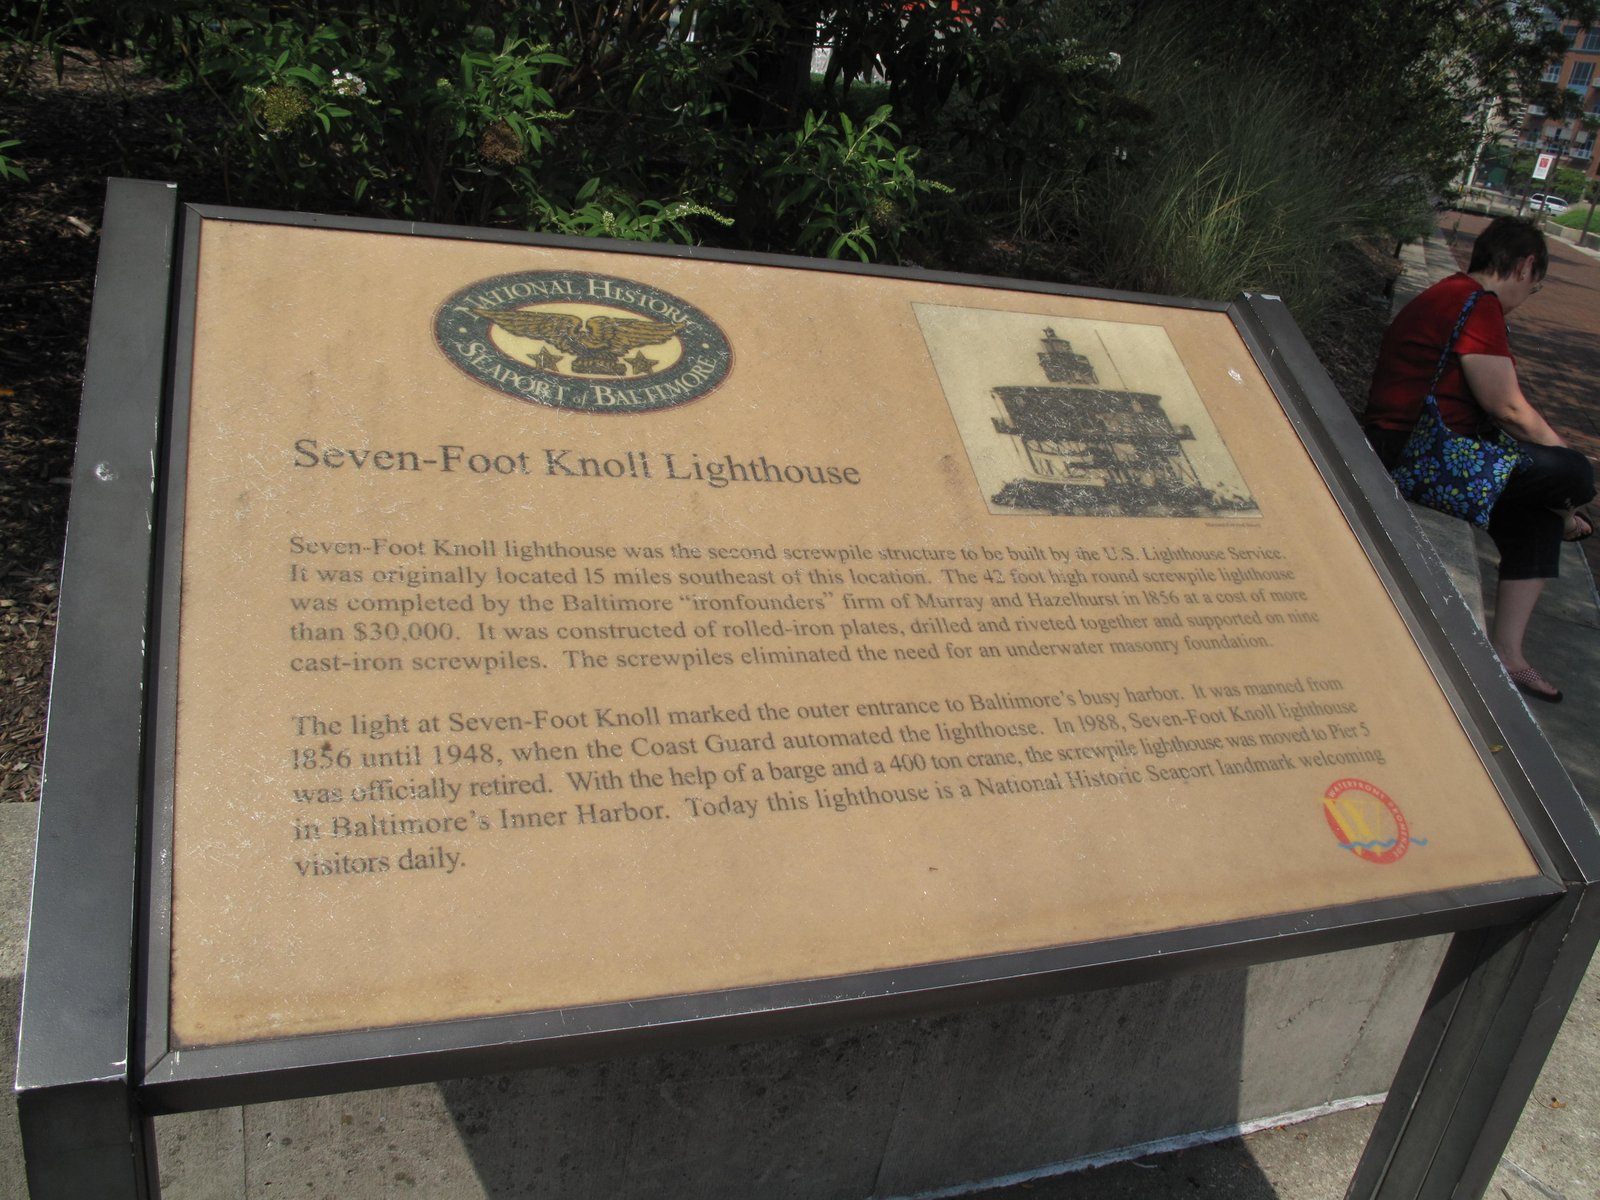 NATIONAL HISTORIC
SEAPORT of BALTIMORE
Seven-Foot Knoll Lighthouse
Seven-Foot Knoll lighthouse was the second screwpile structure to be built by the U.S. Lighthouse Service.
It was originally located 15 miles southeast of this location. The 42 foot high round screwpile lighthouse
was completed by the Baltimore “ironfounders” firm of Murray and Hazelhurst in 1856 at a cost of more
than $30,000. It was constructed of rolled-iron plates, drilled and riveted together and supported on nine
cast-iron screwpiles. The screwpiles eliminated the need for an underwater masonry foundation.
The light at Seven-Foot Knoll marked the outer entrance to Baltimore's busy harbor. It was manned from
1856 until 1948, when the Coast Guard automated the lighthouse. In 1988, Seven-Foot Knoll lighthouse
was officially retired. With the help of a barge and a 400 ton crane, the screwpile lighthouse was moved to Pier 5
in Baltimore's Inner Harbor. Today this lighthouse is a National Historic Seaport landmark welcoming
visitors daily.
WATERFRONT PROMENADE